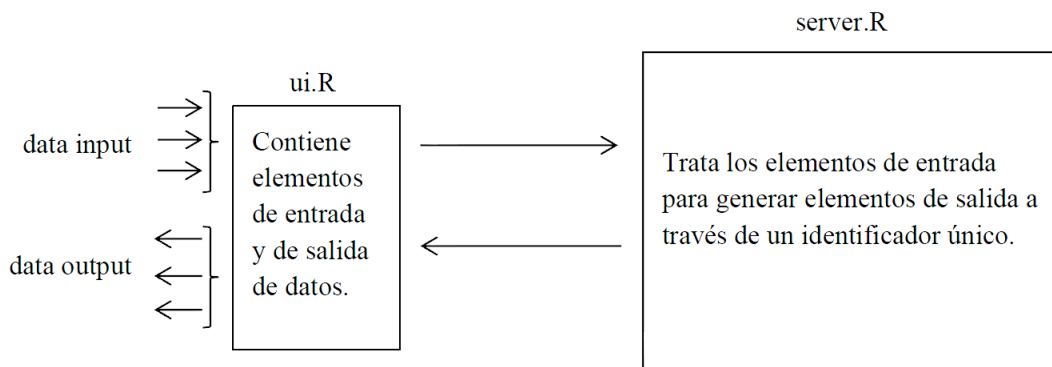 server.R
ui.R
data input
Contiene
elementos
de entrada
y de salida
de datos.
data output
Trata los elementos de entrada
para generar elementos de salida a
través de un identificador único.